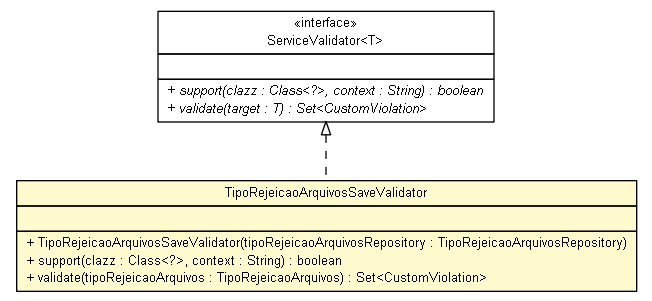 «interface»
ServiceValidator<T>
+ support(clazz : Class<?>, context : String) : boolean
+ validate(target : T) : Set<CustomViolation>
TipoRejeicaoArquivosSaveValidator
+ TipoRejeicaoArquivosSaveValidator(tipoRejeicaoArquivosRepository : TipoRejeicaoArquivosRepository)
+ support(clazz : Class<?>, context : String) : boolean
+ validate(tipoRejeicaoArquivos : TipoRejeicaoArquivos) : Set<CustomViolation>